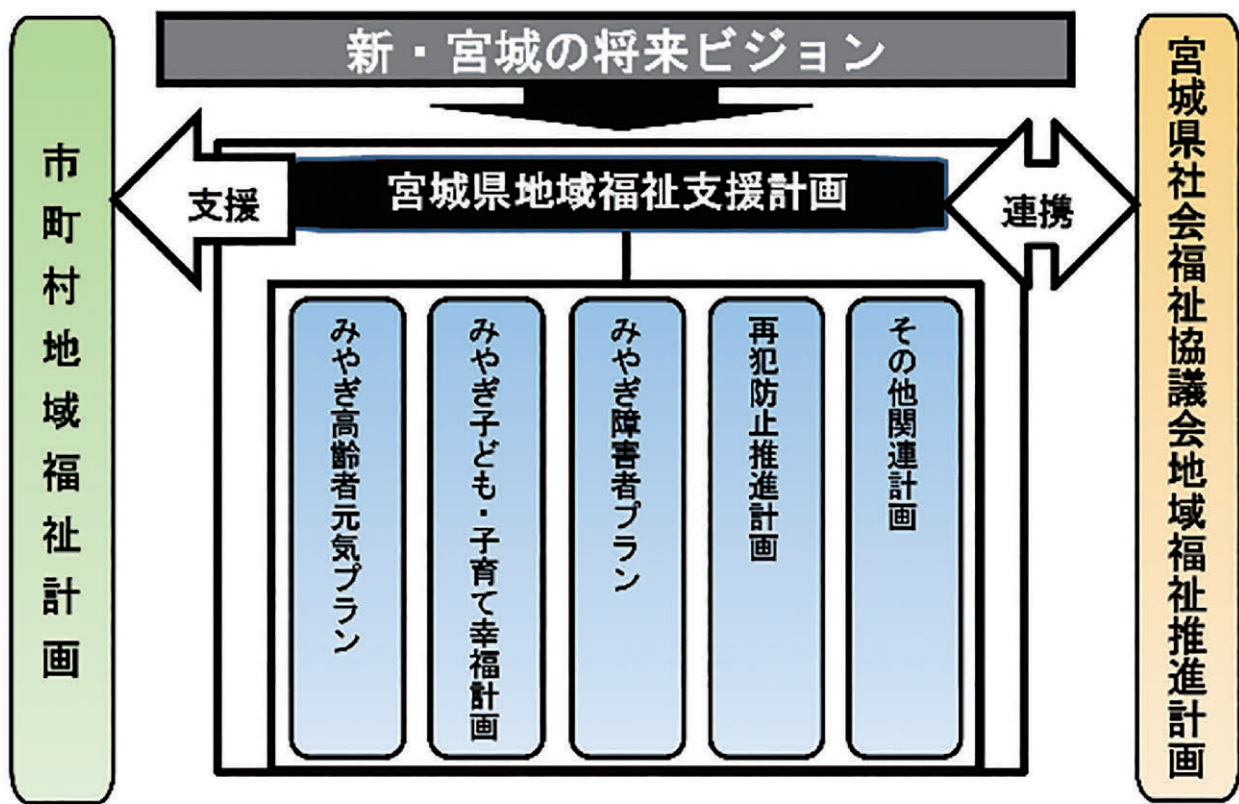 新・宮城の将来ビジョン
市町村地域福祉計画
支援
宮城県地域福祉支援計画
連携
宮城県社会福祉協議会地域福祉推進計画
みやぎ高齢者元気プラン
みやぎ子ども・子育て幸福計画
みやぎ障害者プラン
再犯防止推進計画
その他関連計画